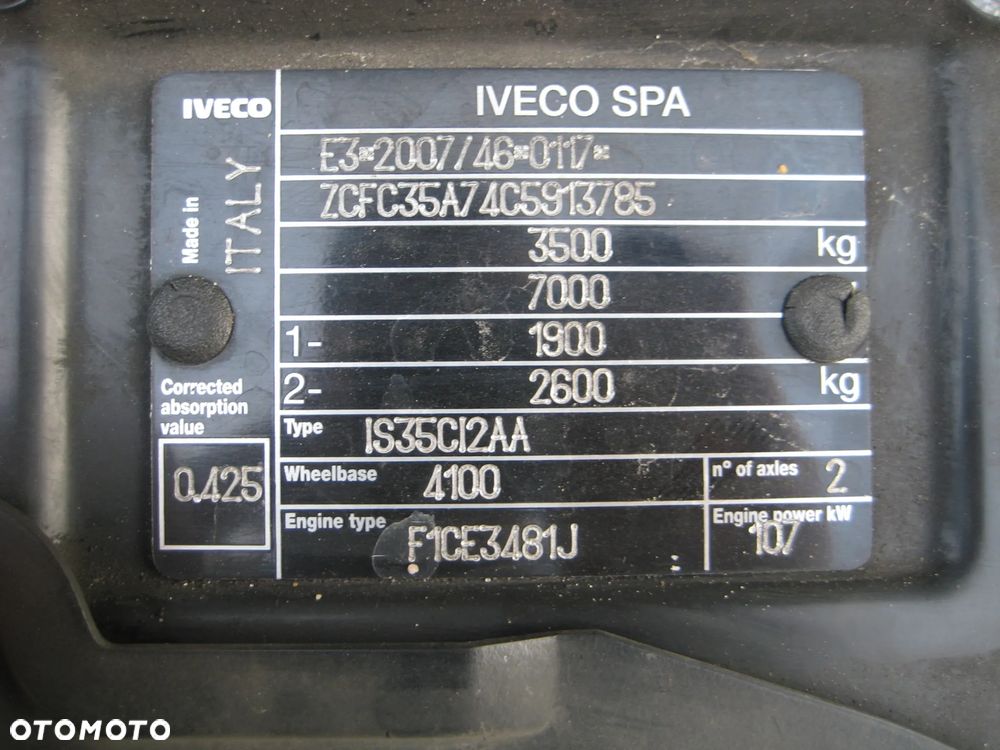 IVECO
IVECO SPA
Made in
ITALY
E3*2007/46*0117*
ZCFC35A74C5913785
3500 kg
7000
1- 1900
2- 2600 kg
Corrected
absorption
value
0.425
Type IS35CI2AA
Wheelbase 4100
n° of axles 2
Engine type F1CE3481J
Engine power kW
107
OTOMOTO